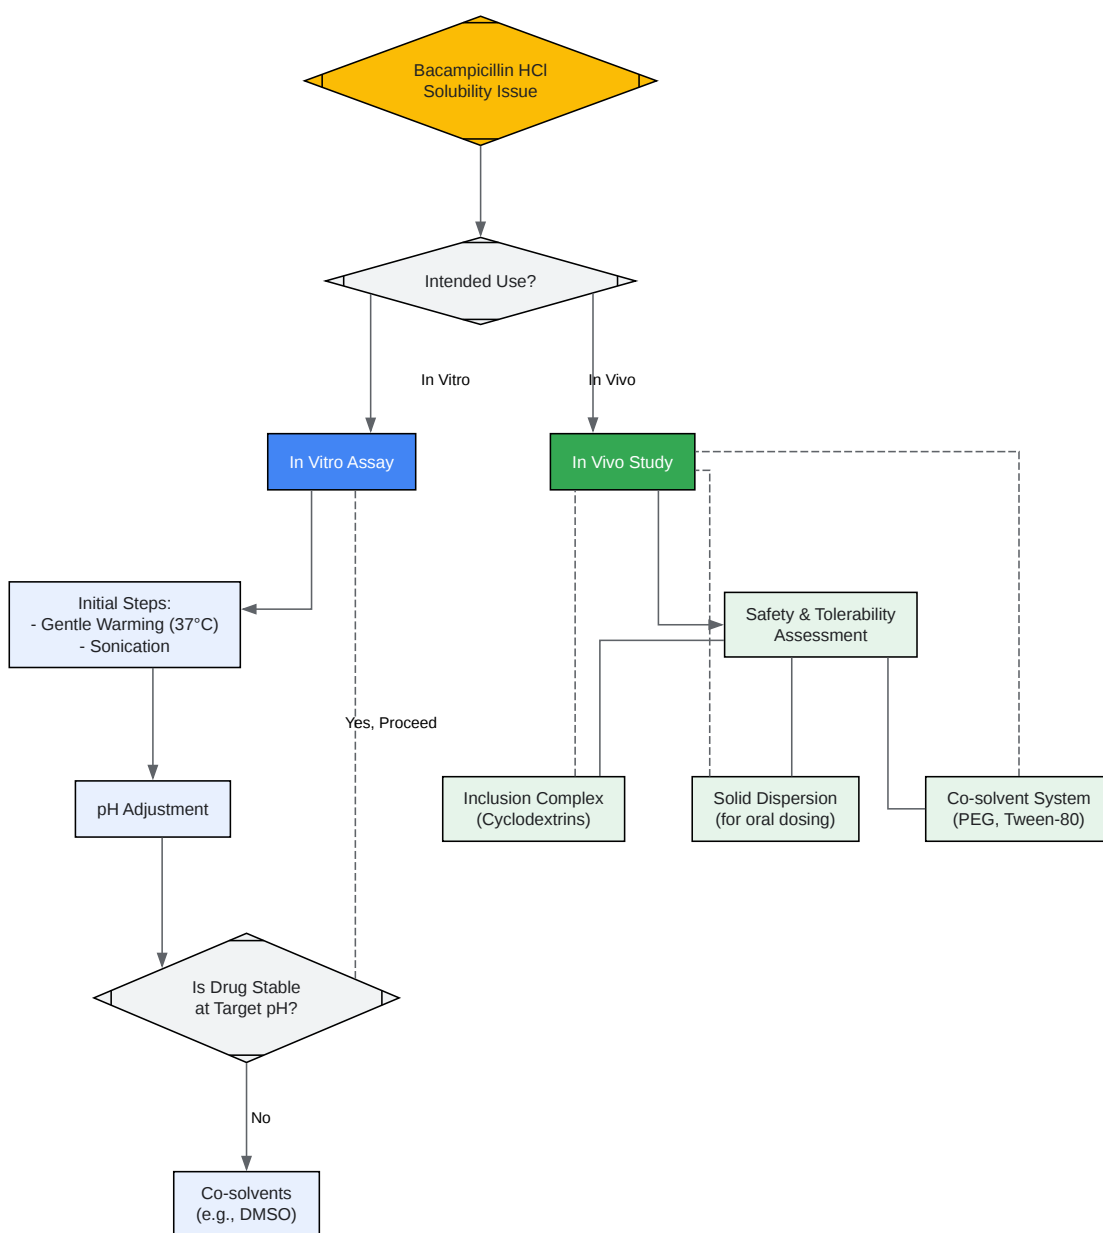 Bacampicillin HCl
Solubility Issue
Intended Use?
In Vitro
In Vivo
In Vitro Assay
In Vivo Study
Initial Steps:
- Gentle Warming (37°C)
- Sonication
Safety & Tolerability
Assessment
Yes, Proceed
pH Adjustment
Inclusion Complex
(Cyclodextrins)
Solid Dispersion
(for oral dosing)
Co-solvent System
(PEG, Tween-80)
Is Drug Stable
at Target pH?
No
Co-solvents
(e.g., DMSO)